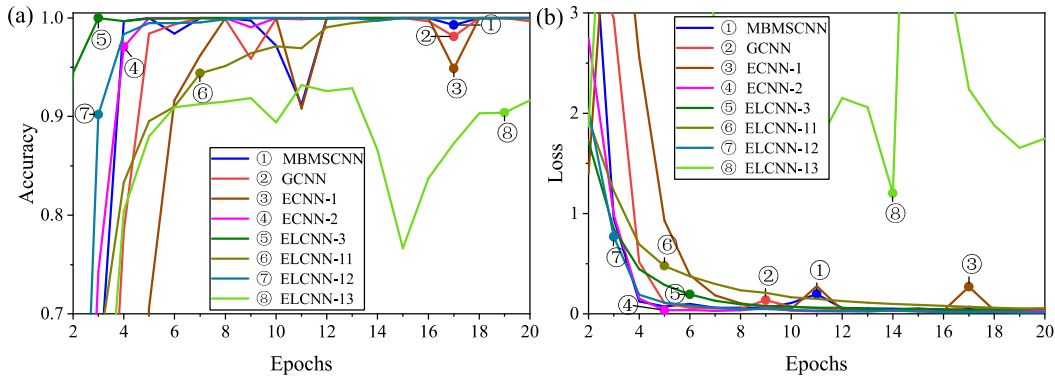 (a)
Accuracy
1.0
0.9
0.8
0.7
2 4 6 8 10 12 14 16 18 20
Epochs
① MBMSCNN
② GCNN
③ ECNN-1
④ ECNN-2
⑤ ELCNN-3
⑥ ELCNN-11
⑦ ELCNN-12
⑧ ELCNN-13
⑤
④
⑦
⑥
②
①
③
⑧
(b)
Loss
3
2
1
0
2 4 6 8 10 12 14 16 18 20
Epochs
① MBMSCNN
② GCNN
③ ECNN-1
④ ECNN-2
⑤ ELCNN-3
⑥ ELCNN-11
⑦ ELCNN-12
⑧ ELCNN-13
⑧
⑦
⑥
④
⑤
②
①
③